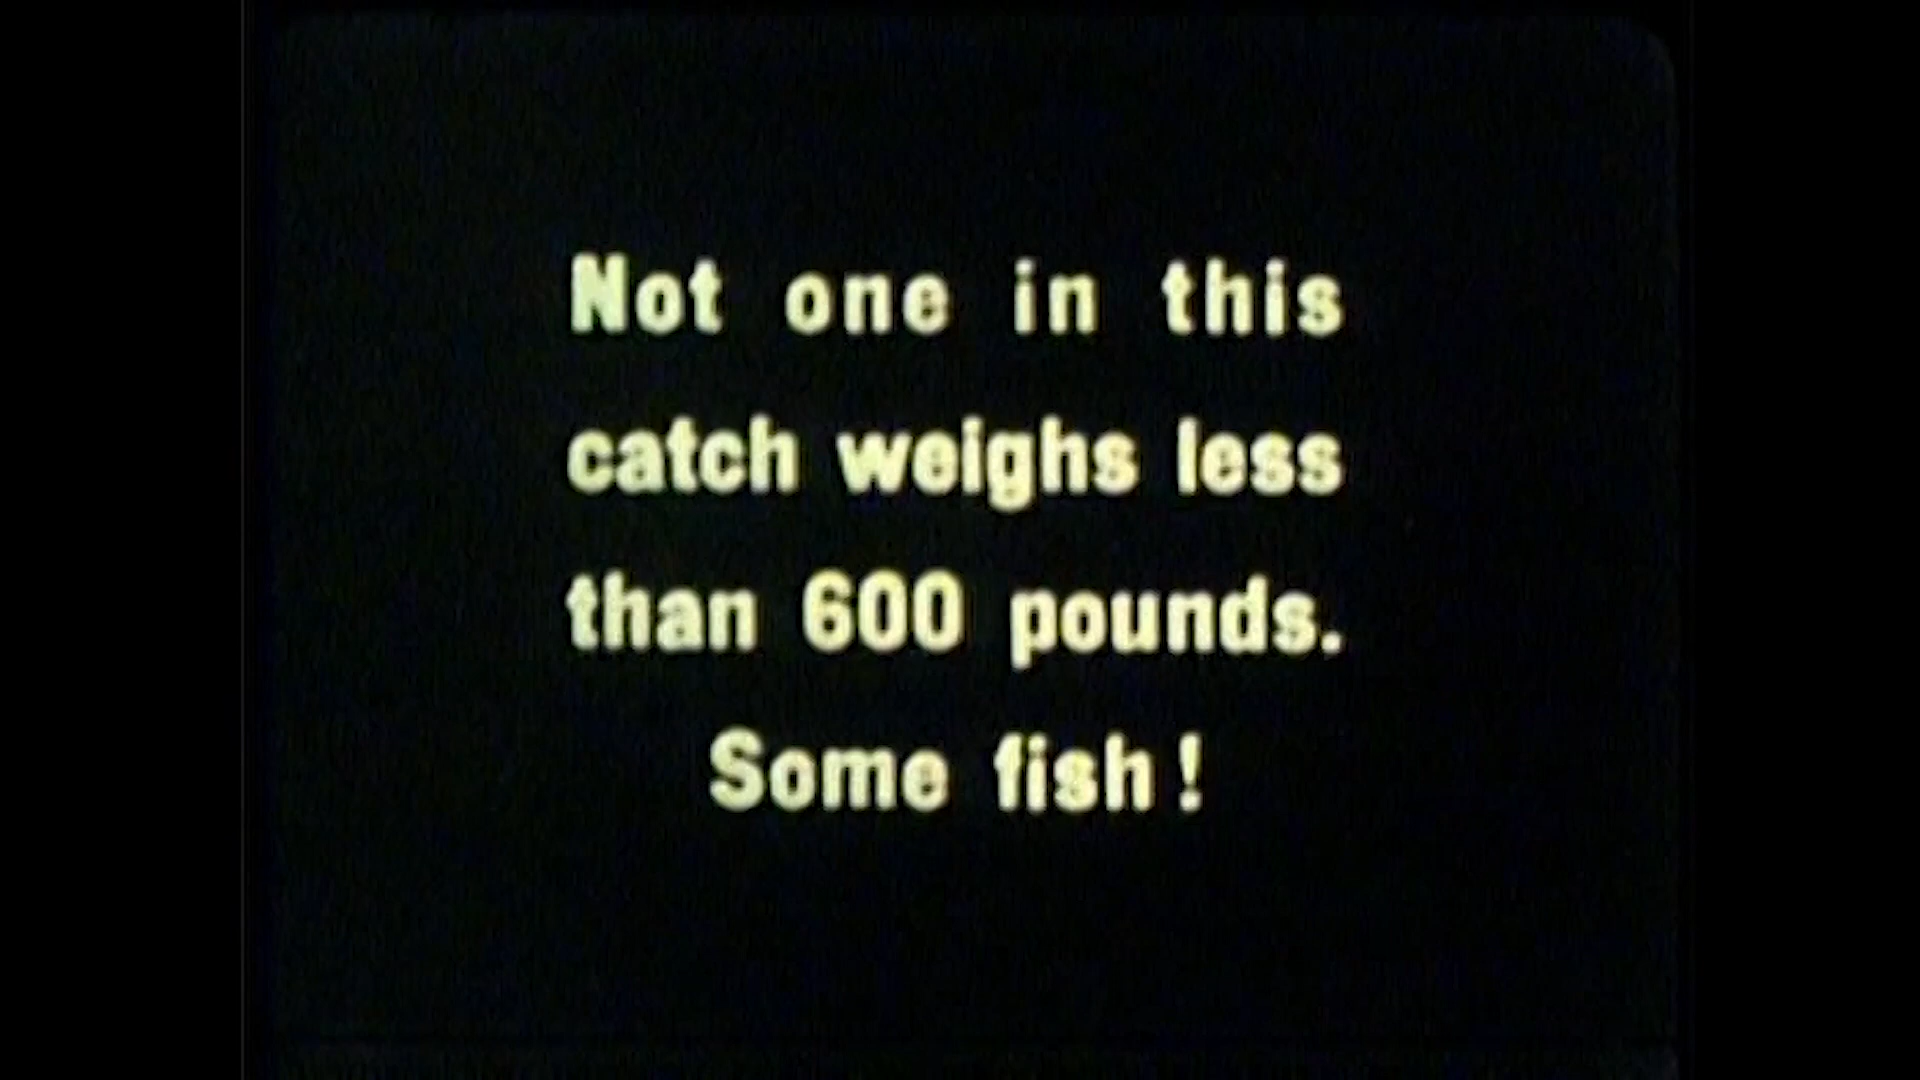 Not one in this
catch weighs less
than 600 pounds.
Some fish!